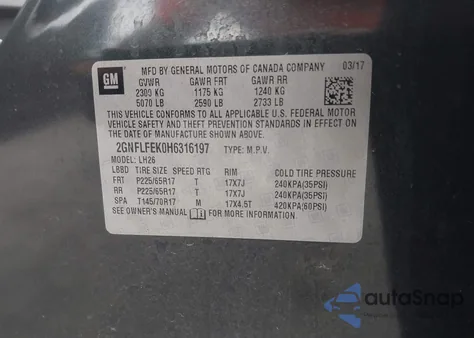 GM
MFD BY GENERAL MOTORS OF CANADA COMPANY 03/17
GVWR GAWR FRT GAWR RR
2300 KG 1175 KG 1240 KG
5070 LB 2590 LB 2733 LB
THIS VEHICLE CONFORMS TO ALL APPLICABLE U.S. FEDERAL MOTOR
VEHICLE SAFETY AND THEFT PREVENTION STANDARDS IN EFFECT ON
THE DATE OF MANUFACTURE SHOWN ABOVE.
2GNFLFEK0H6316197 TYPE: M.P.V.
MODEL: LH26
LBBD TIRE SIZE SPEED RTG RIM COLD TIRE PRESSURE
FRT P225/65R17 T 17X7J 240KPA(35PSI)
RR P225/65R17 T 17X7J 240KPA(35PSI)
SPA T145/70R17 M 17X4.5T 420KPA(60PSI)
SEE OWNER'S MANUAL FOR MORE INFORMATION.
autoSnap